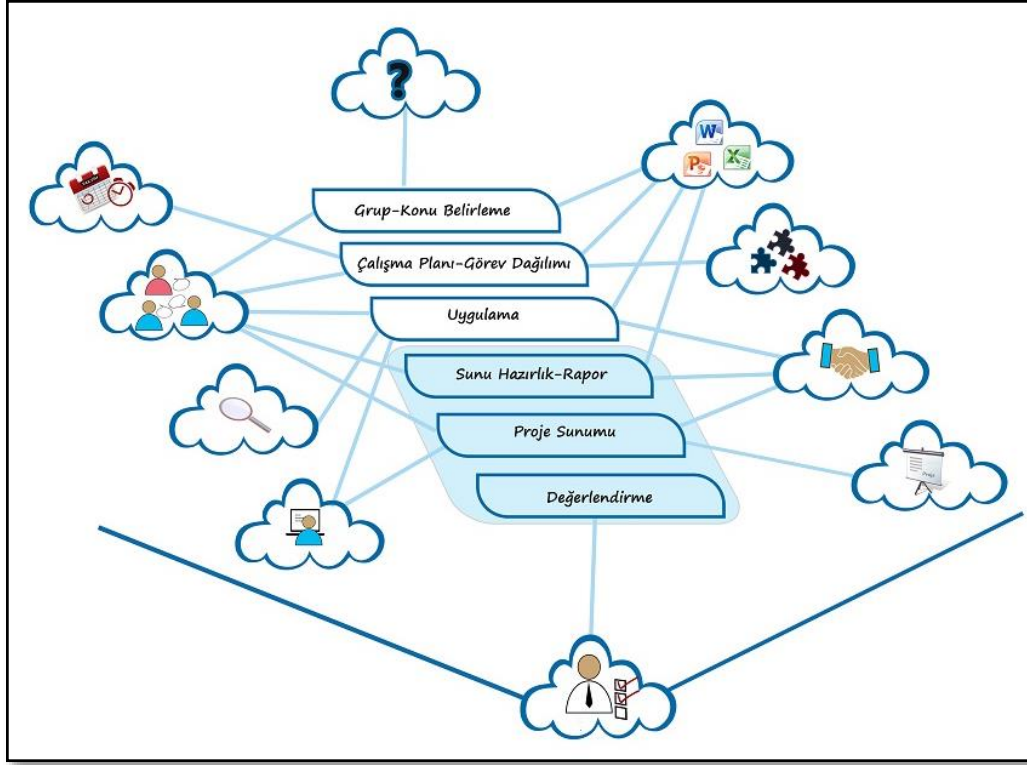 ?
W
P
X
Grup-Konu Belirleme
Çalışma Planı-Görev Dağılımı
Uygulama
Sunu Hazırlık-Rapor
Proje Sunumu
Değerlendirme